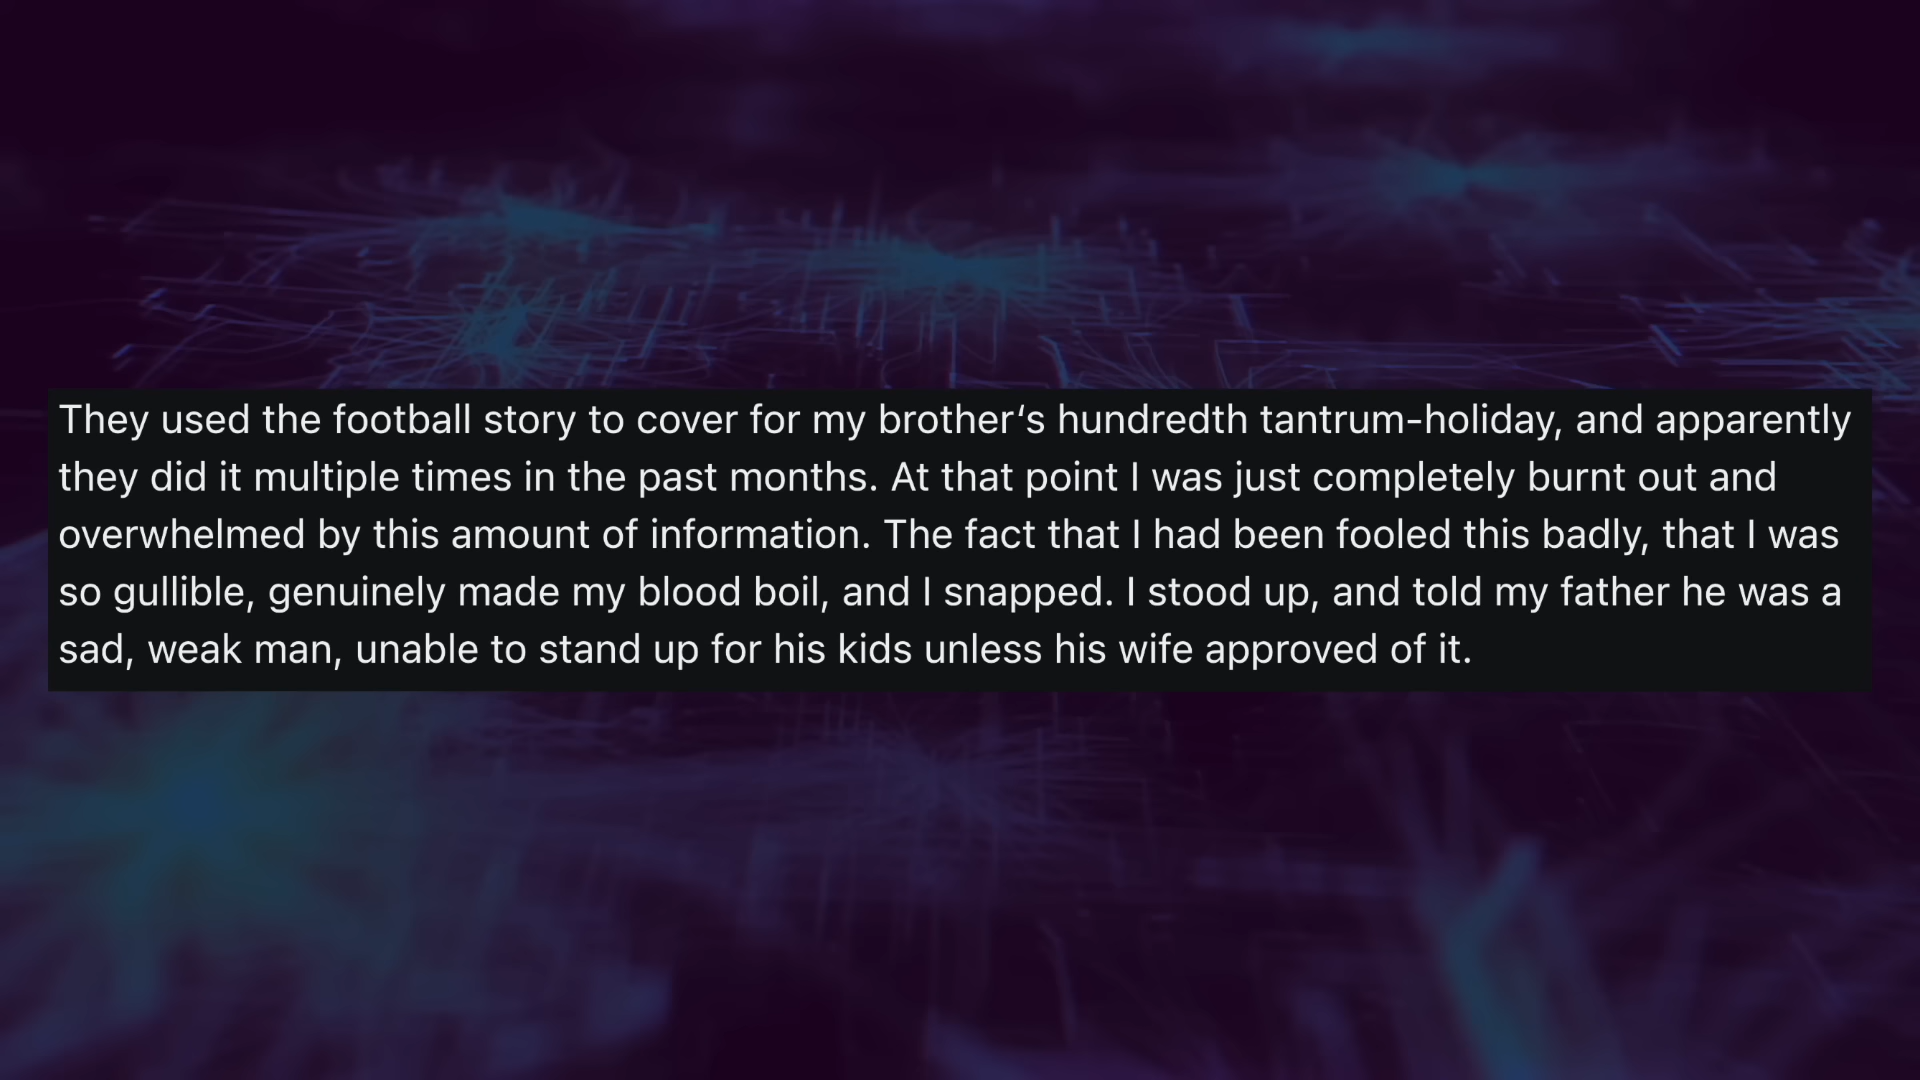 They used the football story to cover for my brother‘s hundredth tantrum-holiday, and apparently
they did it multiple times in the past months. At that point I was just completely burnt out and
overwhelmed by this amount of information. The fact that I had been fooled this badly, that I was
so gullible, genuinely made my blood boil, and I snapped. I stood up, and told my father he was a
sad, weak man, unable to stand up for his kids unless his wife approved of it.